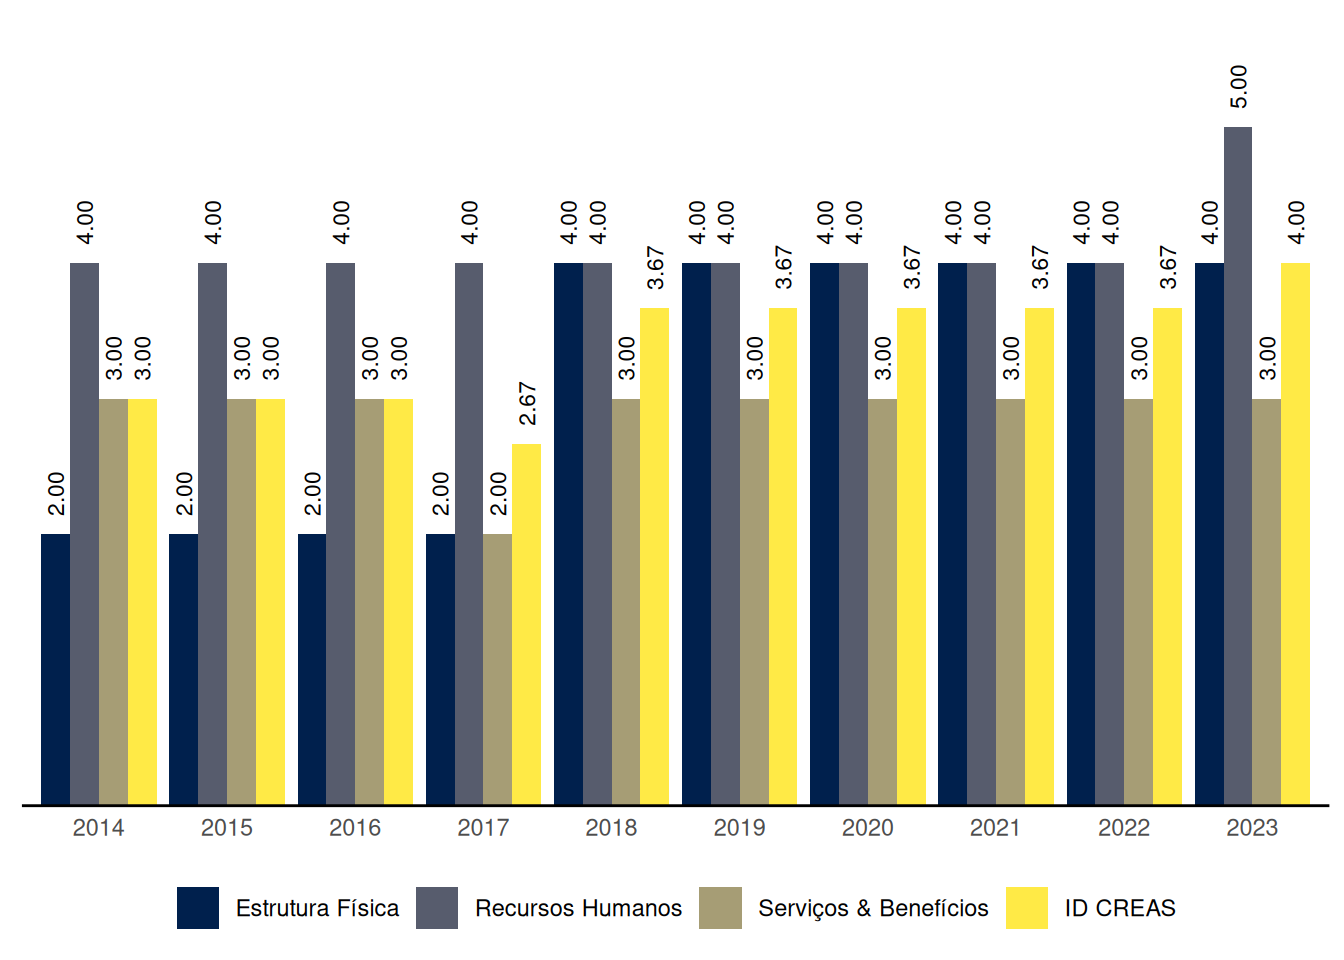 5.00
4.00 4.00 4.00 4.00 4.00 4.00 4.00 4.00 4.00 4.00 4.00 4.00 4.00 4.00 4.00 4.00
3.67 3.67 3.67 3.67 3.67
3.00 3.00 3.00 3.00 3.00 3.00 3.00 3.00 3.00 3.00 3.00 3.00
2.67
2.00 2.00 2.00 2.00 2.00
2014 2015 2016 2017 2018 2019 2020 2021 2022 2023
Estrutura Física Recursos Humanos Serviços & Benefícios ID CREAS